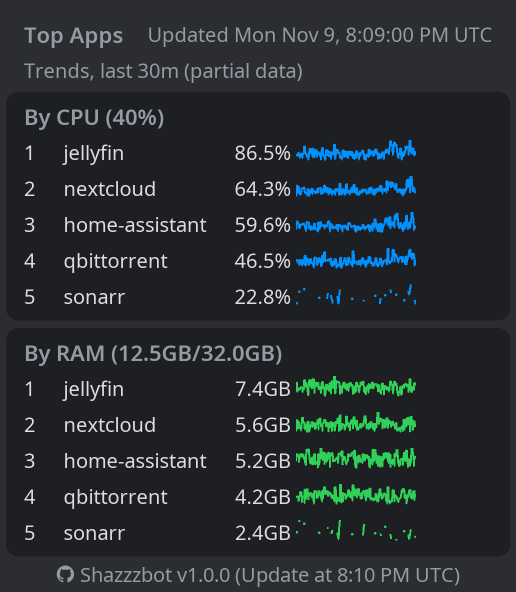 Top Apps Updated Mon Nov 9, 8:09:00 PM UTC
Trends, last 30m (partial data)
By CPU (40%)
1 jellyfin 86.5%
2 nextcloud 64.3%
3 home-assistant 59.6%
4 qbittorrent 46.5%
5 sonarr 22.8%
By RAM (12.5GB/32.0GB)
1 jellyfin 7.4GB
2 nextcloud 5.6GB
3 home-assistant 5.2GB
4 qbittorrent 4.2GB
5 sonarr 2.4GB
Shazzzbot v1.0.0 (Update at 8:10 PM UTC)